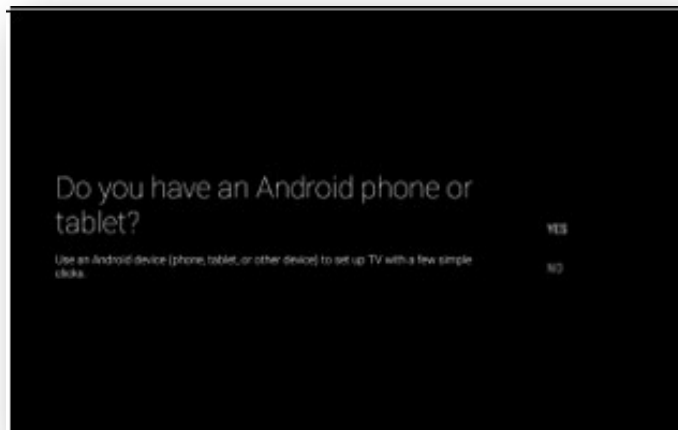 Do you have an Android phone or
tablet?
Use an Android device (phone, tablet, or other device) to set up TV with a few simple
clicks.
YES
NO